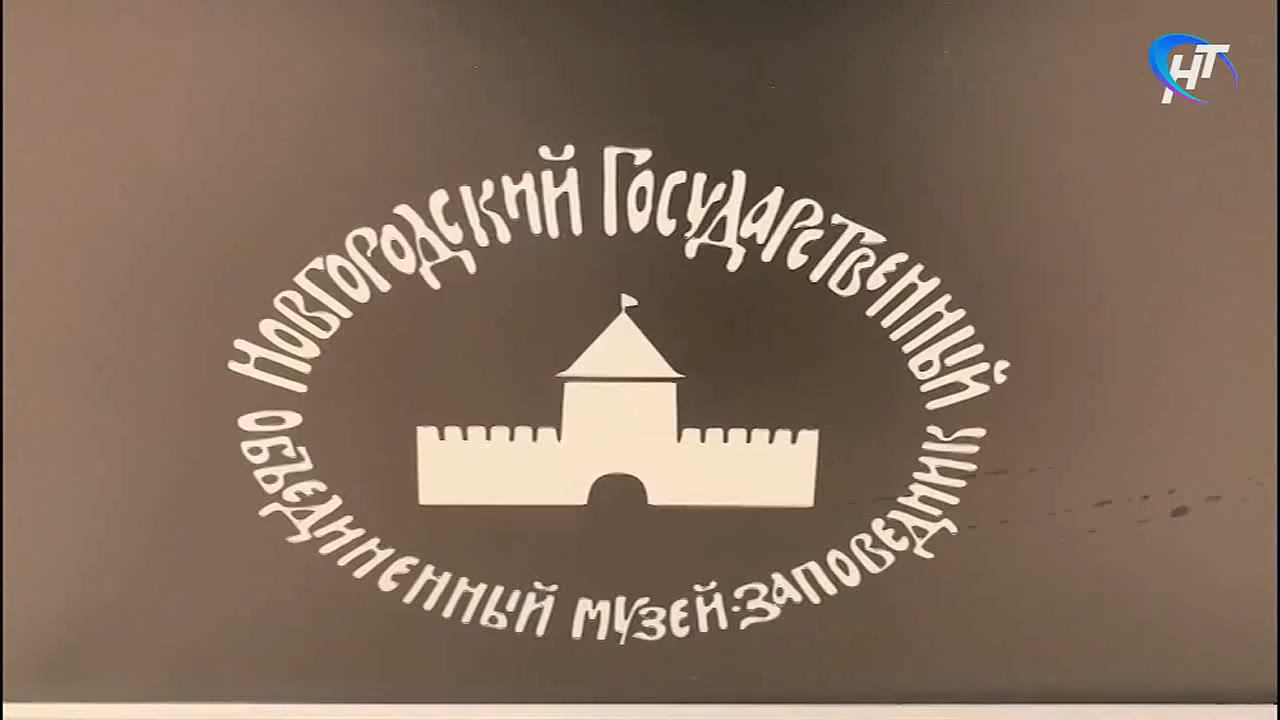 НТ
Новгородский Государственный
объединенный музей-заповедник